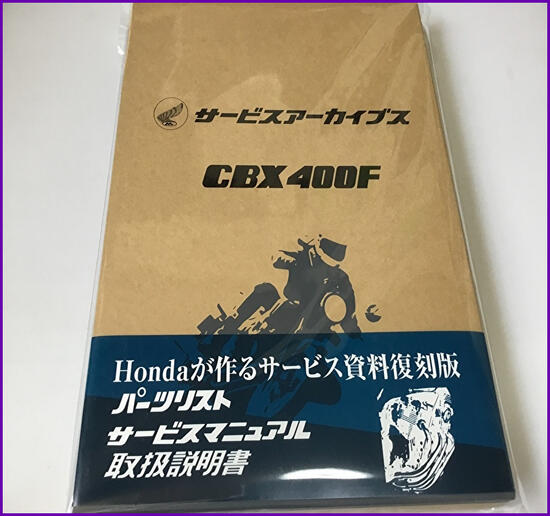 サービスアーカイブス
CBX400F
Hondaが作るサービス資料復刻版
パーツリスト
サービスマニュアル
取扱説明書